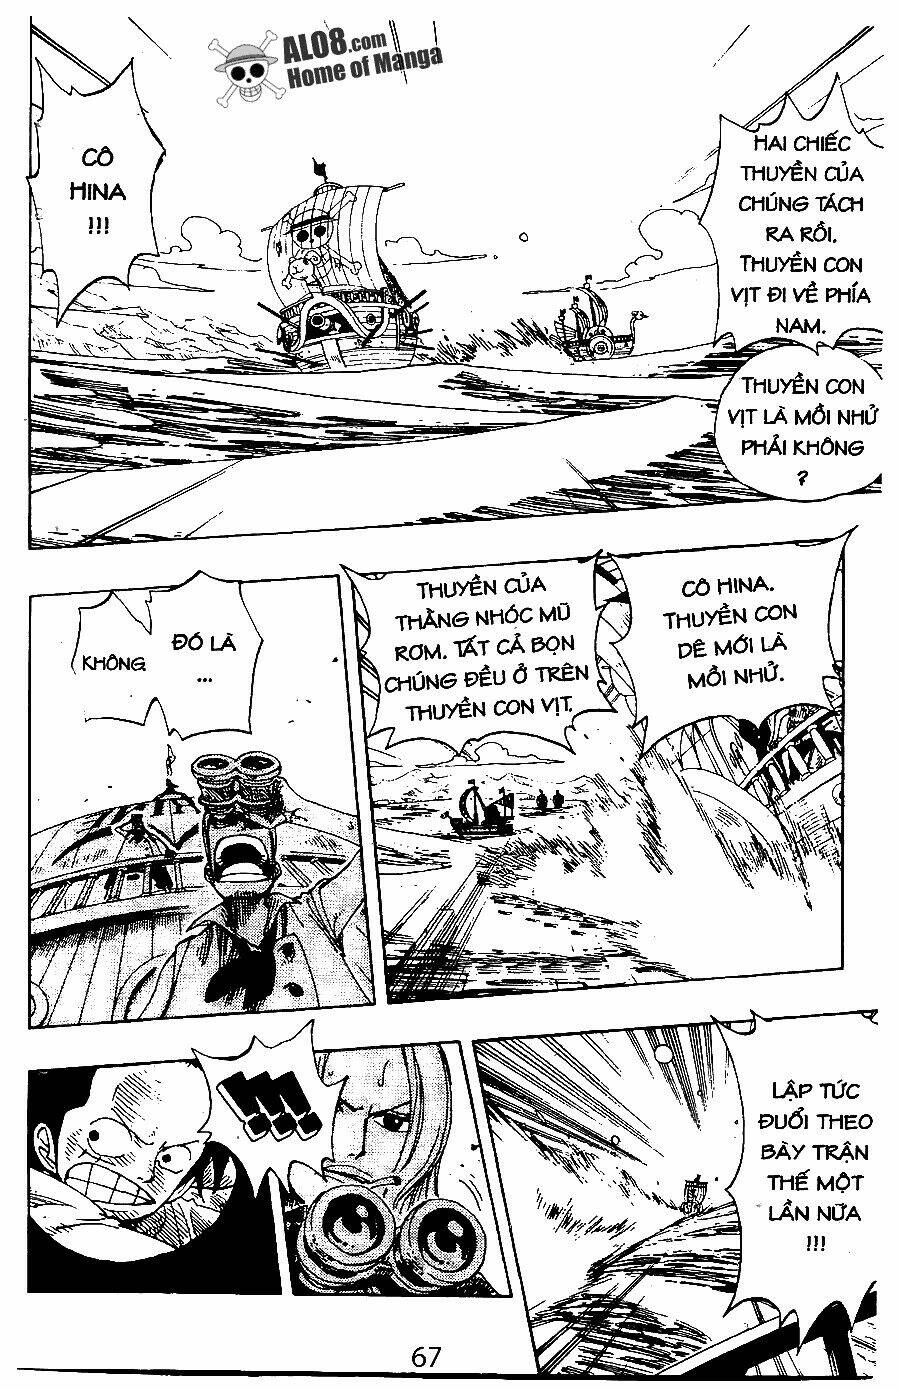 AL08.com
Home of Manga
HAI CHIẾC
THUYỀN CỦA
CHÚNG TÁCH
RA RỒI.
THUYỀN CON
VỊT ĐI VỀ PHÍA
NAM.
THUYỀN CON
VỊT LÀ MỒI NHỬ
PHẢI KHÔNG
?
CÔ
HINA
!!!
CÔ HINA.
THUYỀN CON
DÊ MỚI LÀ
MỒI NHỬ.
THUYỀN CỦA
THẰNG NHÓC MŨ
RƠM. TẤT CẢ BỌN
CHÚNG ĐỀU Ở TRÊN
THUYỀN CON VỊT.
ĐÓ LÀ
...
KHÔNG.
LẬP TỨC
ĐUỔI THEO
BÀY TRẬN
THẾ MỘT
LẦN NỮA
!!!
!!!!
67